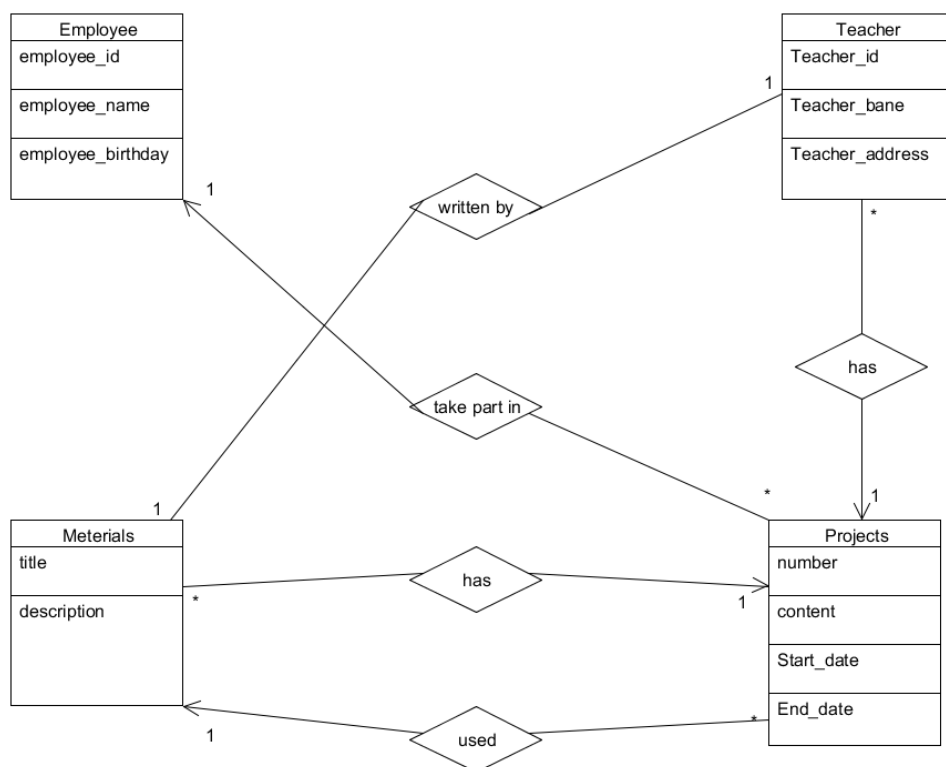 Employee
employee_id
employee_name
employee_birthday
Teacher
Teacher_id
Teacher_bane
Teacher_address
1
1
*
written by
has
take part in
1
*
1
Meterials
title
description
Projects
number
content
Start_date
End_date
*
has
1
1
used
*